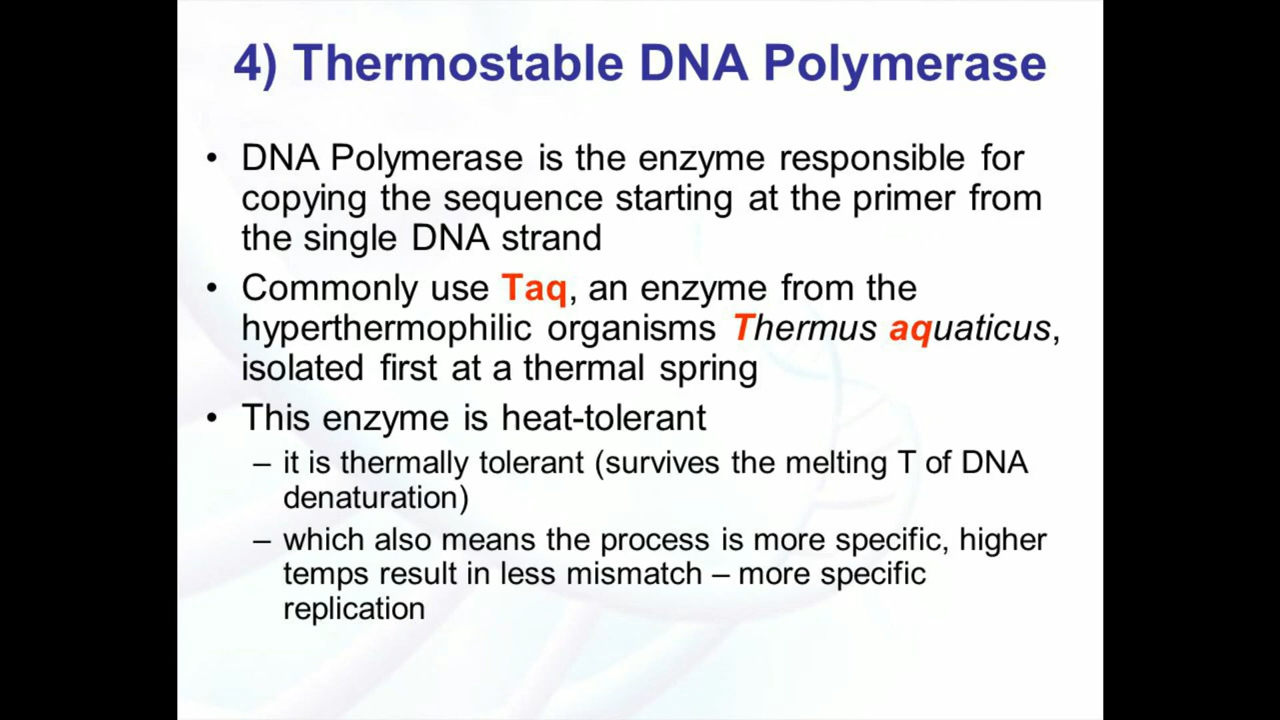 4) Thermostable DNA Polymerase
• DNA Polymerase is the enzyme responsible for
copying the sequence starting at the primer from
the single DNA strand
• Commonly use Taq, an enzyme from the
hyperthermophilic organisms Thermus aquaticus,
isolated first at a thermal spring
• This enzyme is heat-tolerant
– it is thermally tolerant (survives the melting T of DNA
denaturation)
– which also means the process is more specific, higher
temps result in less mismatch – more specific
replication